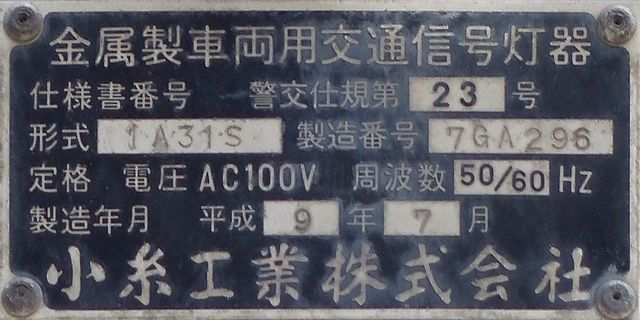 金属製車両用交通信号灯器
仕様書番号 警交仕規第 23 号
形式 1A31S 製造番号 7GA296
定格 電圧 AC100V 周波数 50/60 Hz
製造年月 平成 9 年 7 月
小糸工業株式会社